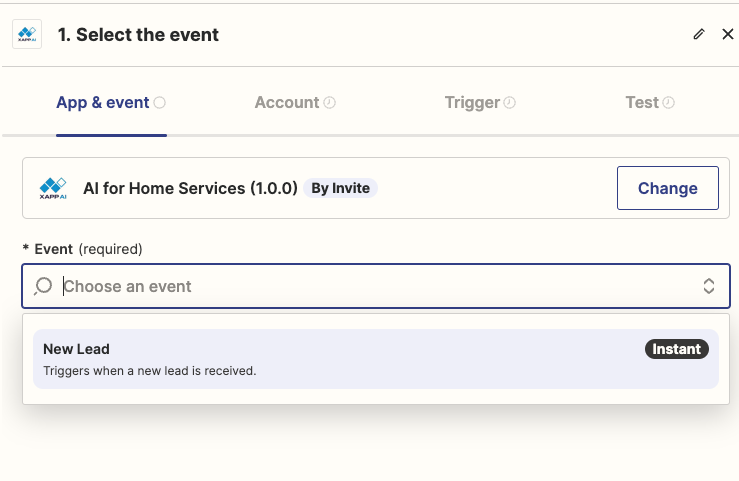 XAPP AI
1. Select the event
App & event
Account
Trigger
Test
XAPP AI
AI for Home Services (1.0.0) By Invite
Change
* Event (required)
Choose an event
New Lead
Instant
Triggers when a new lead is received.